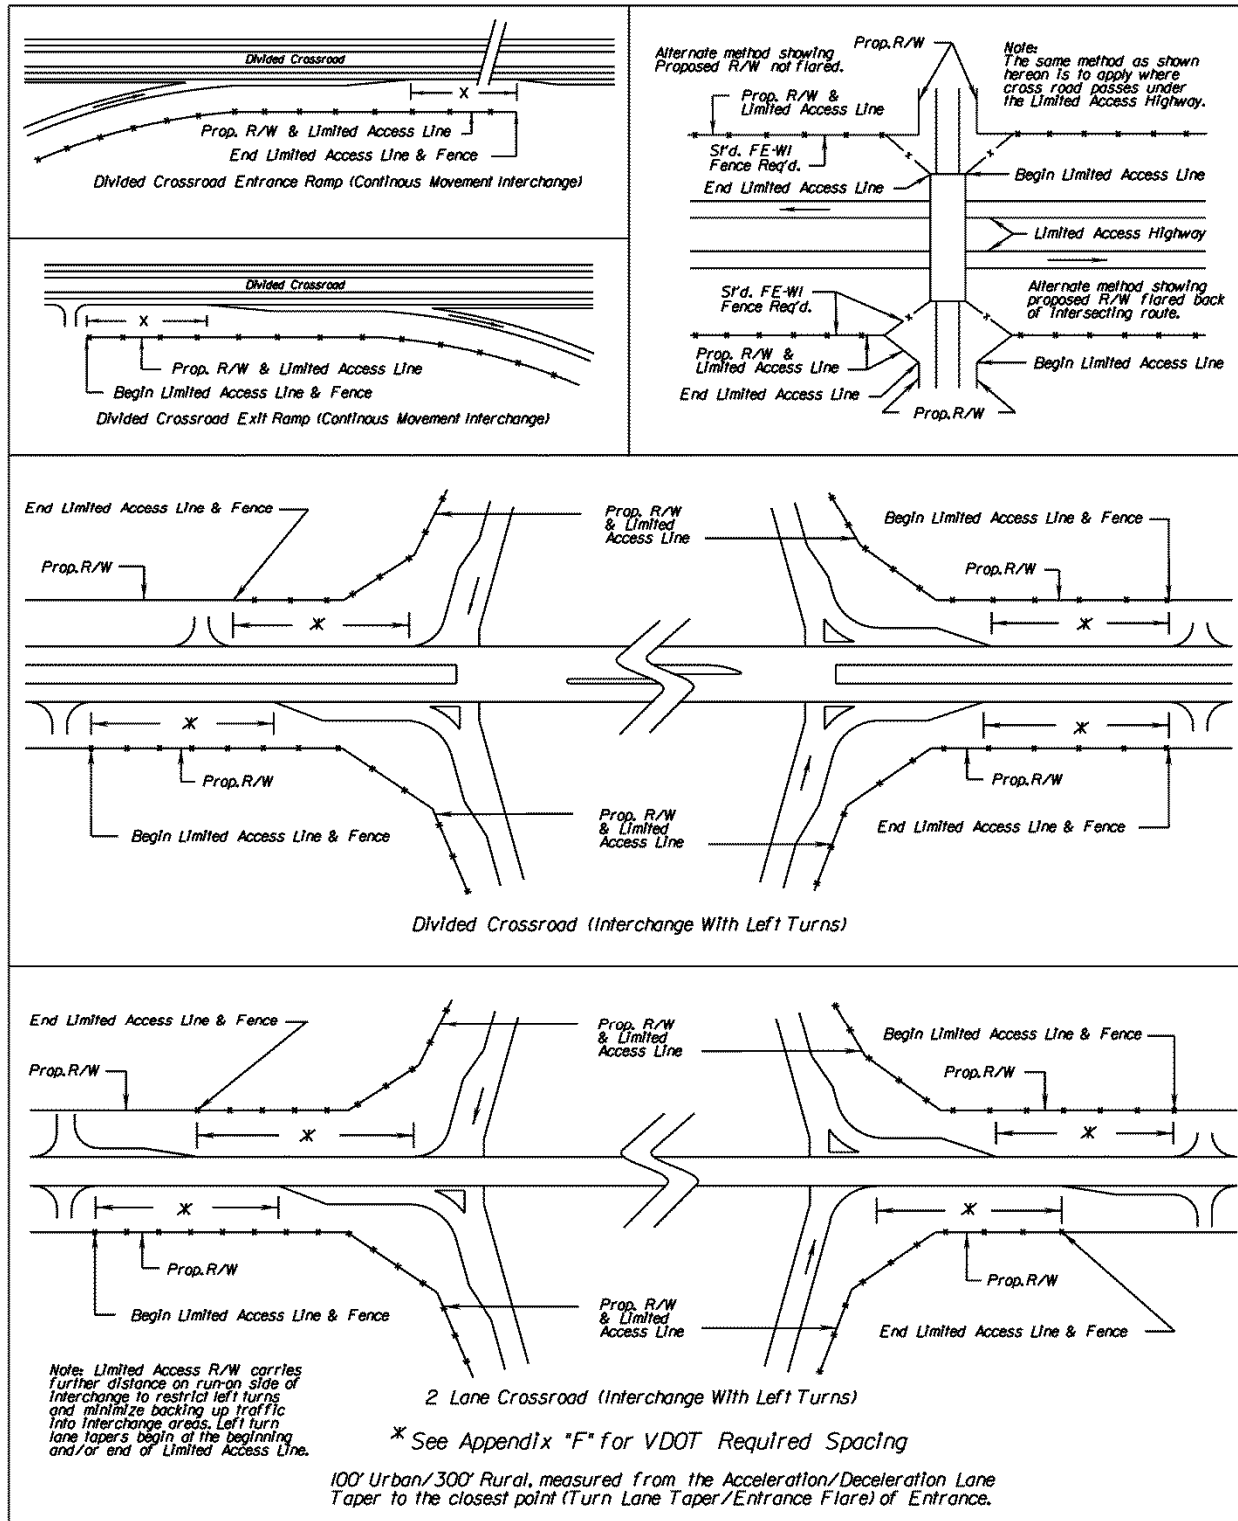 Divided Crossroad
x
Prop. R/W & Limited Access Line
End Limited Access Line & Fence
Divided Crossroad Entrance Ramp (Continous Movement Interchange)
Divided Crossroad
x
Prop. R/W & Limited Access Line
Begin Limited Access Line & Fence
Divided Crossroad Exit Ramp (Continous Movement Interchange)
Alternate method showing
Proposed R/W not flared.
Prop. R/W
Note:
The same method as shown
hereon is to apply where
cross road passes under
the Limited Access Highway.
Prop. R/W &
Limited Access Line
St'd. FE-W1
Fence Req'd.
End Limited Access Line
Begin Limited Access Line
Limited Access Highway
St'd. FE-W1
Fence Req'd.
Alternate method showing
proposed R/W flared back
of intersecting route.
Prop. R/W &
Limited Access Line
End Limited Access Line
Begin Limited Access Line
Prop. R/W
End Limited Access Line & Fence
Prop. R/W
& Limited
Access Line
Begin Limited Access Line & Fence
Prop. R/W
Prop. R/W
*
*
*
*
Prop. R/W
Prop. R/W
Begin Limited Access Line & Fence
Prop. R/W
& Limited
Access Line
End Limited Access Line & Fence
Divided Crossroad (Interchange With Left Turns)
End Limited Access Line & Fence
Prop. R/W
& Limited
Access Line
Begin Limited Access Line & Fence
Prop. R/W
Prop. R/W
*
*
*
*
Prop. R/W
Prop. R/W
Begin Limited Access Line & Fence
Prop. R/W
& Limited
Access Line
End Limited Access Line & Fence
Note: Limited Access R/W carries
further distance on run-on side of
interchange to restrict left turns
and minimize backing up traffic
into interchange areas. Left turn
lane tapers begin at the beginning
and/or end of Limited Access Line.
2 Lane Crossroad (Interchange With Left Turns)
* See Appendix "F" for VDOT Required Spacing
100' Urban/300' Rural, measured from the Acceleration/Deceleration Lane
Taper to the closest point (Turn Lane Taper/Entrance Flare) of Entrance.